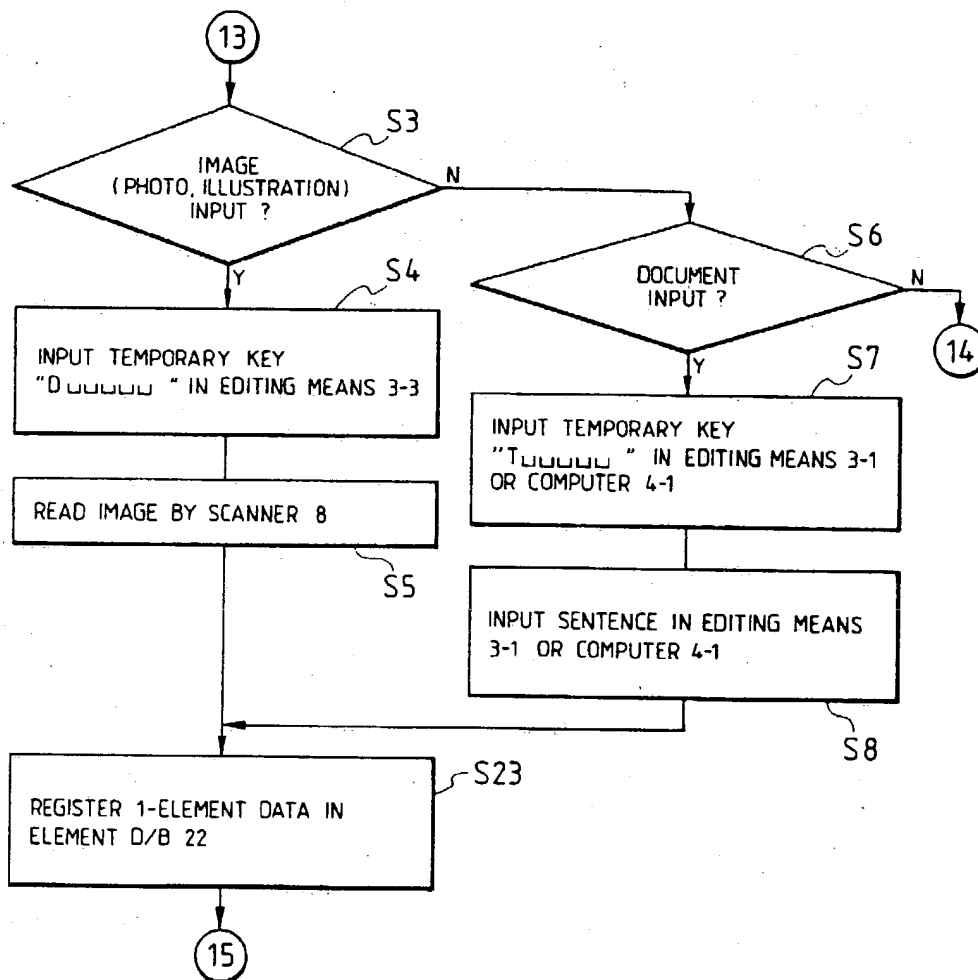 13
S3
IMAGE
(PHOTO, ILLUSTRATION)
INPUT ?
N
Y
S4
INPUT TEMPORARY KEY
"D␣␣␣␣␣ " IN EDITING MEANS 3-3
READ IMAGE BY SCANNER 8
S5
S6
DOCUMENT
INPUT ?
N
14
Y
S7
INPUT TEMPORARY KEY
"T␣␣␣␣␣ " IN EDITING MEANS 3-1
OR COMPUTER 4-1
INPUT SENTENCE IN EDITING MEANS
3-1 OR COMPUTER 4-1
S8
S23
REGISTER 1-ELEMENT DATA IN
ELEMENT D/B 22
15